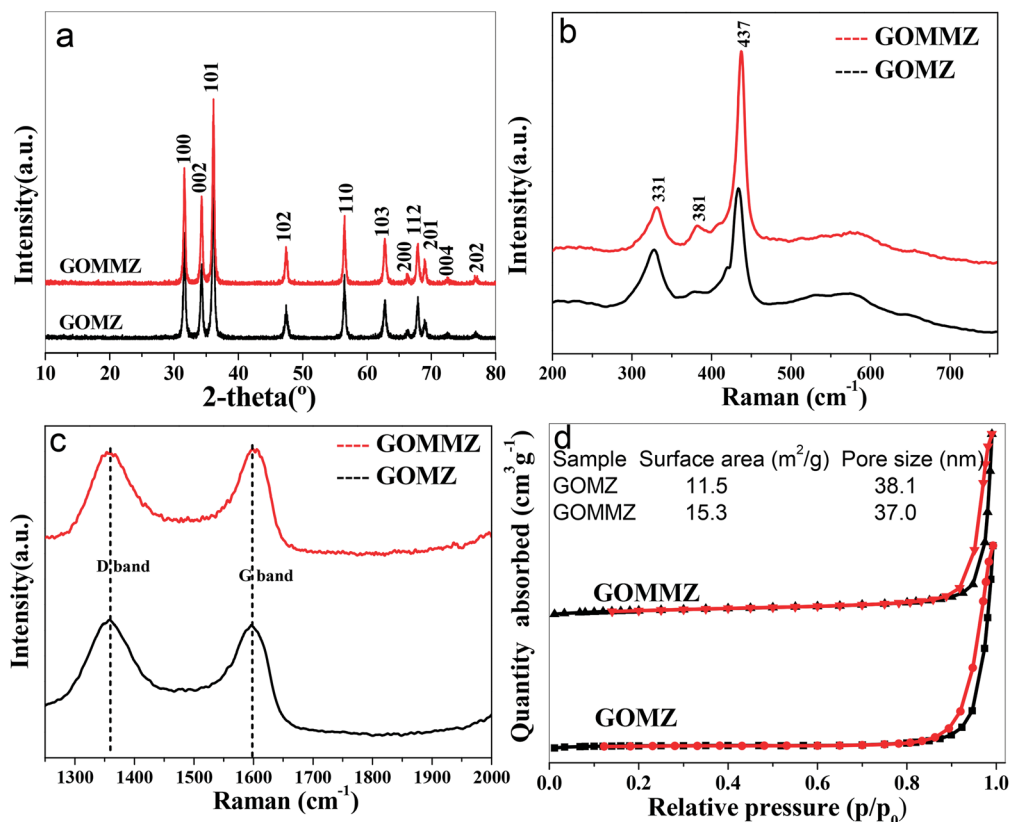 a
Intensity(a.u.)
100
002
101
102
110
103
200
112
201
004
202
GOMMZ
GOMZ
10 20 30 40 50 60 70 80
2-theta(º)
b
GOMMZ
GOMZ
Intensity(a.u.)
331
381
437
200 300 400 500 600 700
Raman (cm⁻¹)
c
GOMMZ
GOMZ
Intensity(a.u.)
D band
G band
1300 1400 1500 1600 1700 1800 1900 2000
Raman (cm⁻¹)
d
Quantity absorbed (cm³g⁻¹)
Sample Surface area (m²/g) Pore size (nm)
GOMZ 11.5 38.1
GOMMZ 15.3 37.0
GOMMZ
GOMZ
0.0 0.2 0.4 0.6 0.8 1.0
Relative pressure (p/p₀)